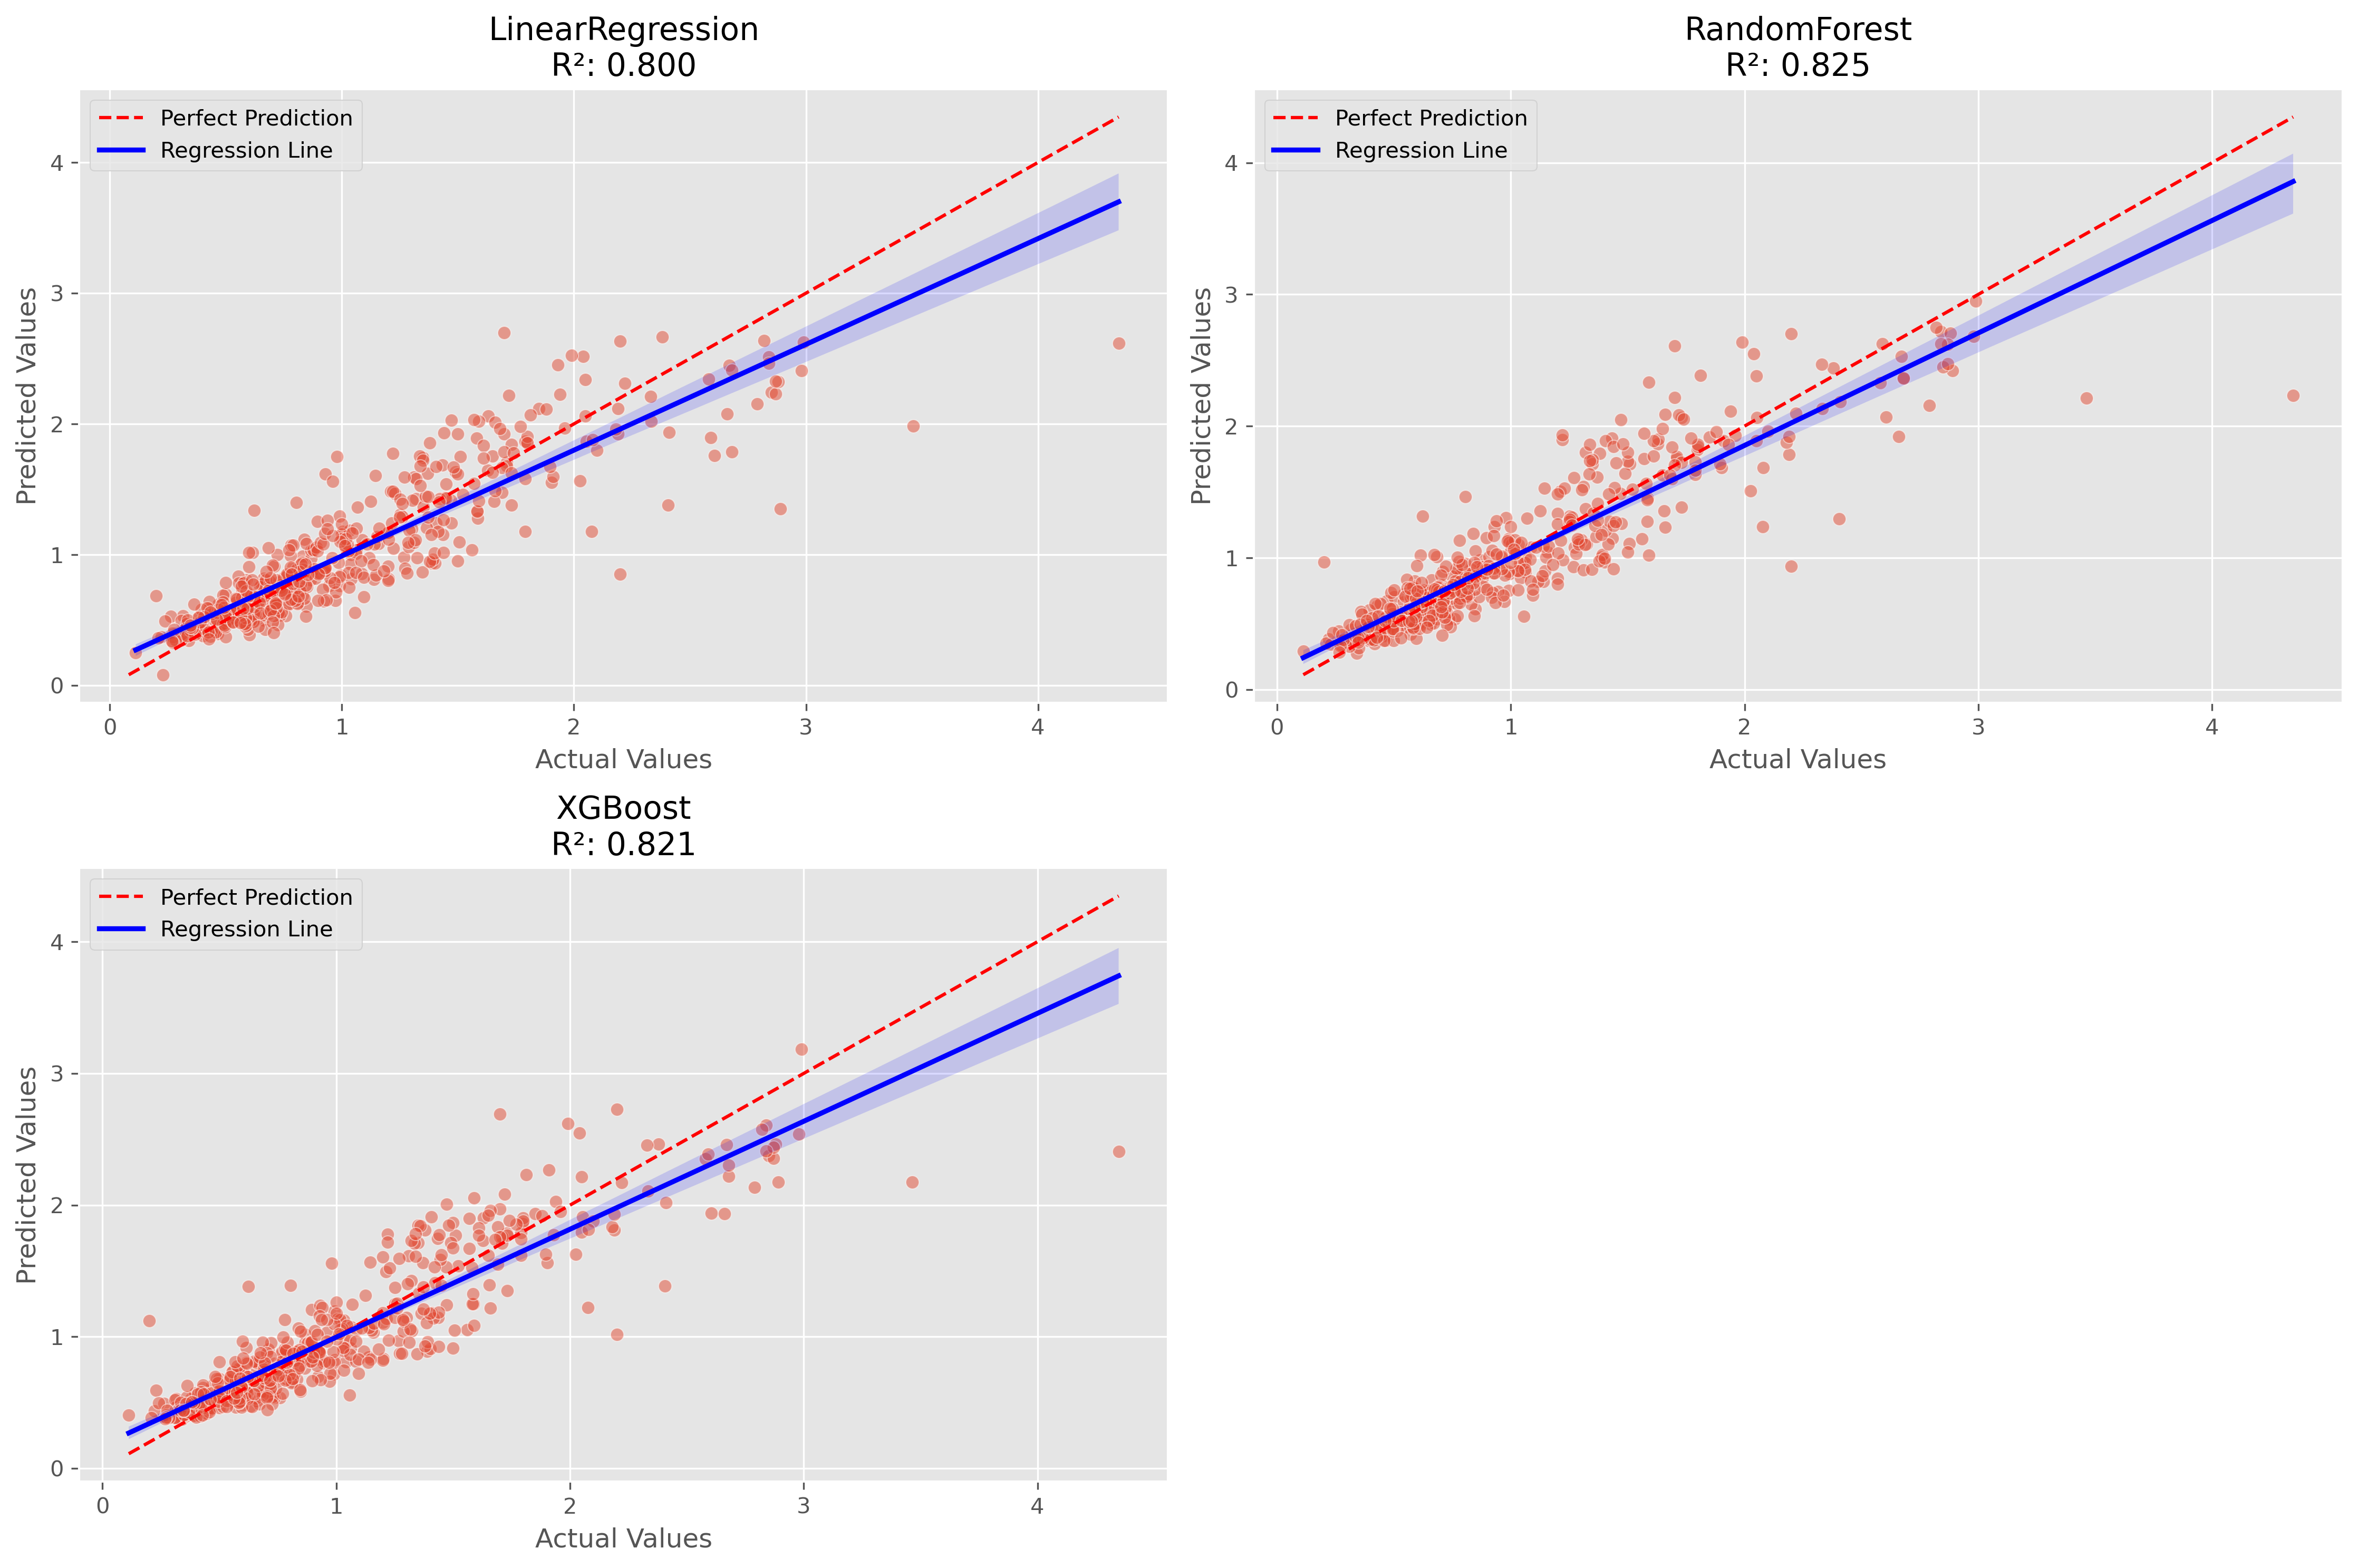 LinearRegression
R²: 0.800
Perfect Prediction
Regression Line
4
3
2
1
0
0 1 2 3 4
Predicted Values
Actual Values
RandomForest
R²: 0.825
Perfect Prediction
Regression Line
4
3
2
1
0
0 1 2 3 4
Predicted Values
Actual Values
XGBoost
R²: 0.821
Perfect Prediction
Regression Line
4
3
2
1
0
0 1 2 3 4
Predicted Values
Actual Values